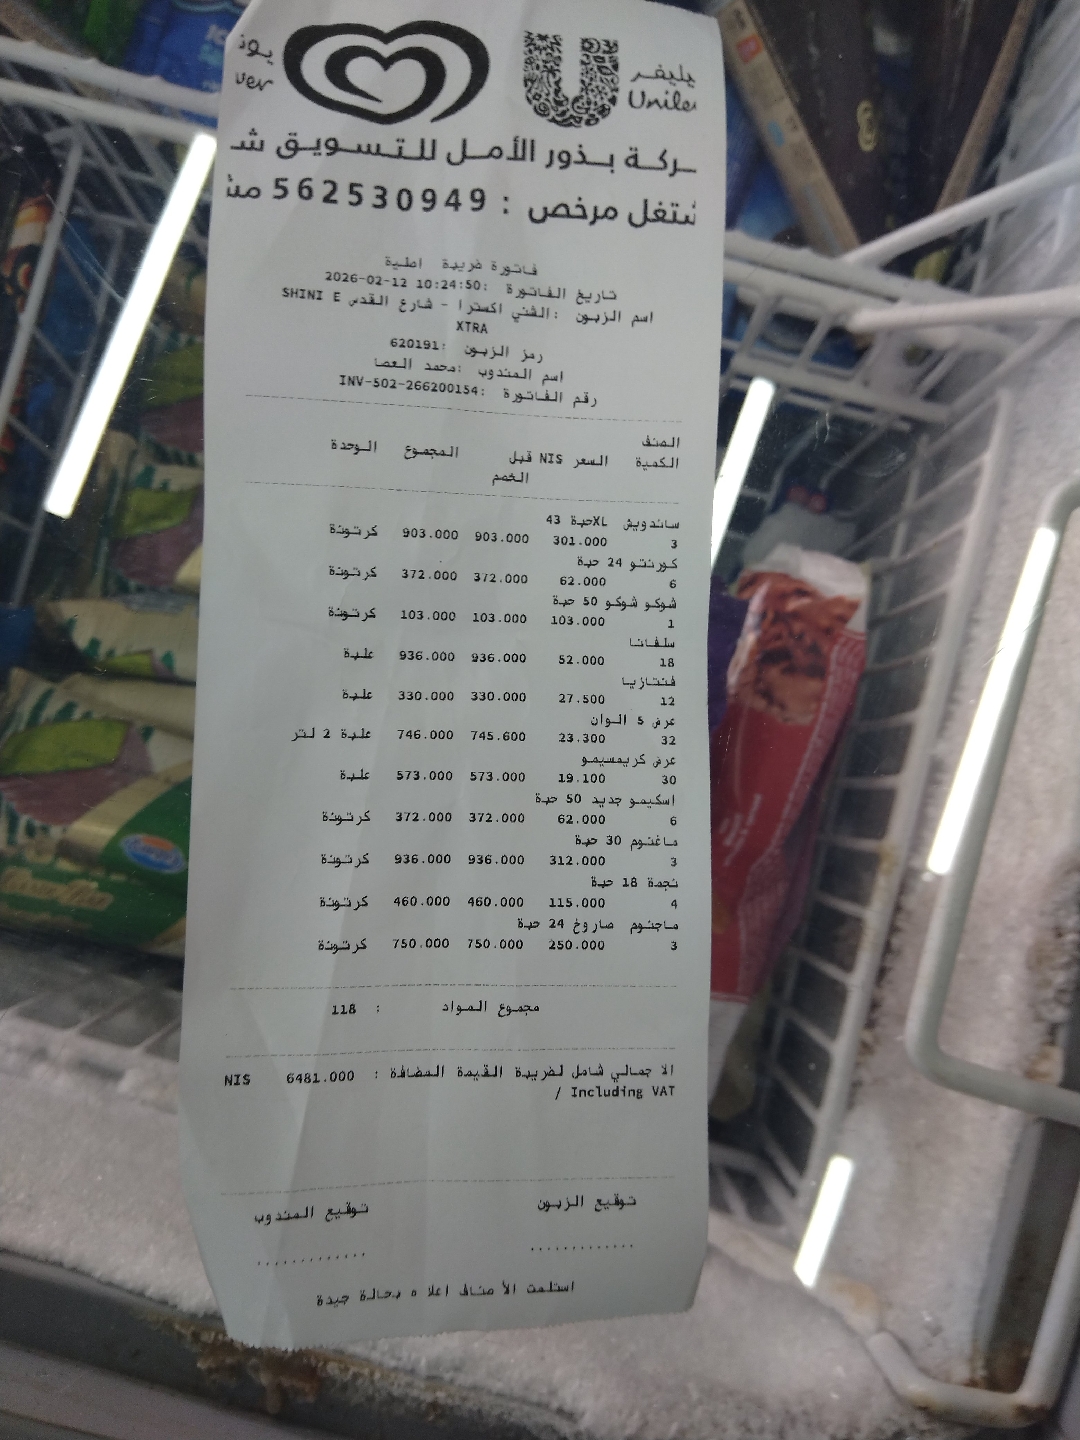 يليفر
Unile
ver
ـركة بذور الأمل للتسويق شـ
شتغل مرخص : 562530949 مش
فاتورة ضريبة اصلية
تاريخ الفاتورة :2026-02-12 10:24:50
اسم الزبون :الشني اكسترا - شارع القدس SHINI E
XTRA
رمز الزبون :620191
اسم المندوب :محمد العصا
رقم الفاتورة :INV-502-266200154
الصنف
الكمية السعر NIS قبل المجموع الوحدة
الخصم
ساندويش XLحبة 43
3 301.000 903.000 903.000 كرتونة
كورنتو 24 حبة
6 62.000 372.000 372.000 كرتونة
شوكو شوكو 50 حبة
1 103.000 103.000 103.000 كرتونة
سلفانا
18 52.000 936.000 936.000 علبة
فنتازيا
12 27.500 330.000 330.000 علبة
عرض 5 الوان
32 23.300 745.600 746.000 علبة 2 لتر
عرض كريمسيمو
30 19.100 573.000 573.000 علبة
اسكيمو جديد 50 حبة
6 62.000 372.000 372.000 كرتونة
ماغنوم 30 حبة
3 312.000 936.000 936.000 كرتونة
نجمة 18 حبة
4 115.000 460.000 460.000 كرتونة
ماجنوم صاروخ 24 حبة
3 250.000 750.000 750.000 كرتونة
مجموع المواد : 118
الاجمالي شامل لضريبة القيمة المضافة : 6481.000 NIS
/ Including VAT
توقيع الزبون توقيع المندوب
............. .............
استلمت الأصناف اعلاه بحالة جيدة